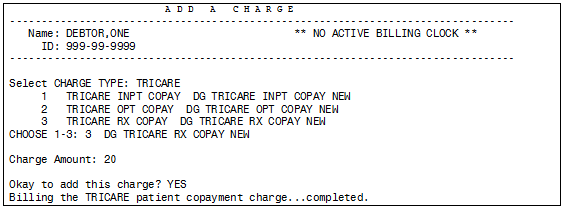 A D D   A   C H A R G E
--------------------------------------------------------------------------------
Name: DEBTOR,ONE ** NO ACTIVE BILLING CLOCK **
ID: 999-99-9999
--------------------------------------------------------------------------------
Select CHARGE TYPE: TRICARE
1 TRICARE INPT COPAY DG TRICARE INPT COPAY NEW
2 TRICARE OPT COPAY DG TRICARE OPT COPAY NEW
3 TRICARE RX COPAY DG TRICARE RX COPAY NEW
CHOOSE 1-3: 3 DG TRICARE RX COPAY NEW
Charge Amount: 20
Okay to add this charge? YES
Billing the TRICARE patient copayment charge...completed.